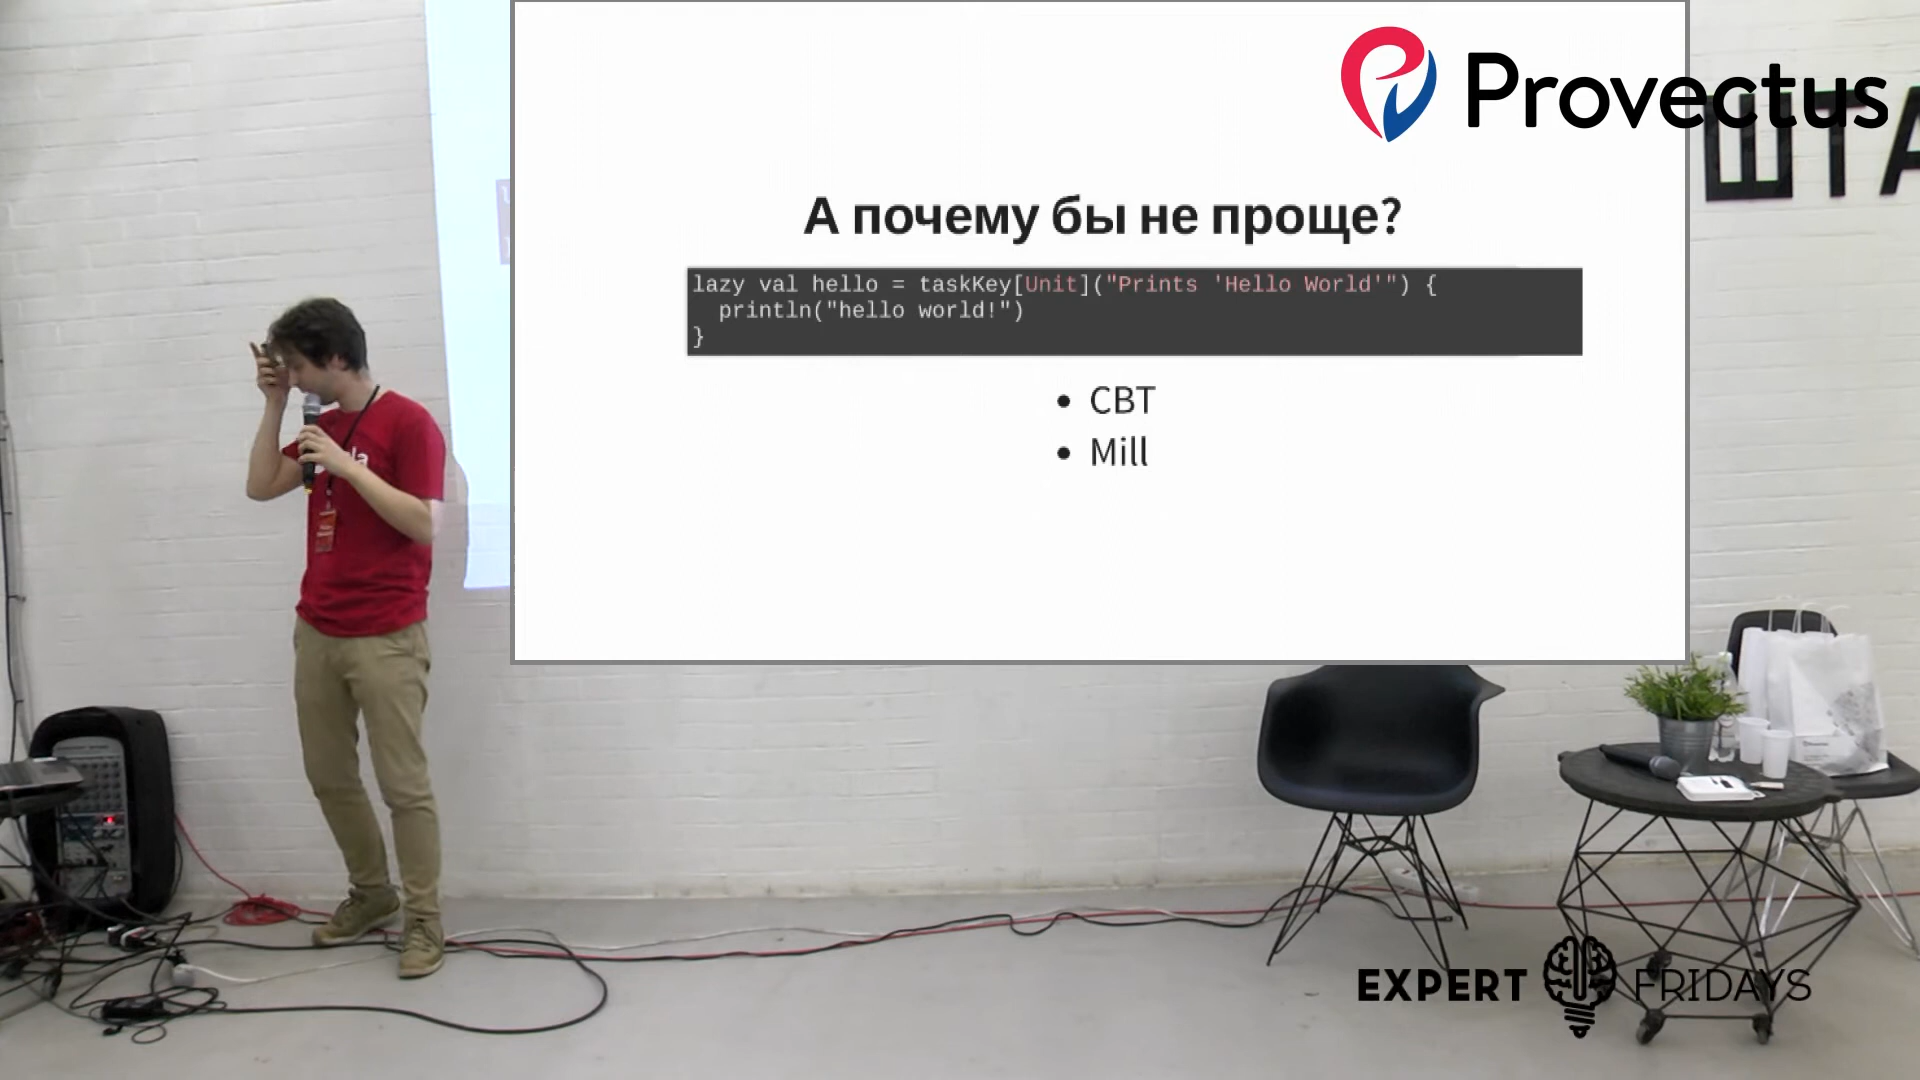 Provectus
ШТА
А почему бы не проще?
lazy val hello = taskKey[Unit]("Prints 'Hello World'") {
  println("hello world!")
}
• CBT
• Mill
EXPERT FRIDAYS